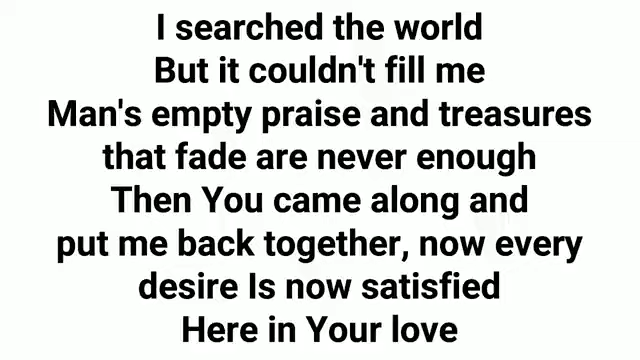 I searched the world
But it couldn't fill me
Man's empty praise and treasures
that fade are never enough
Then You came along and
put me back together, now every
desire Is now satisfied
Here in Your love